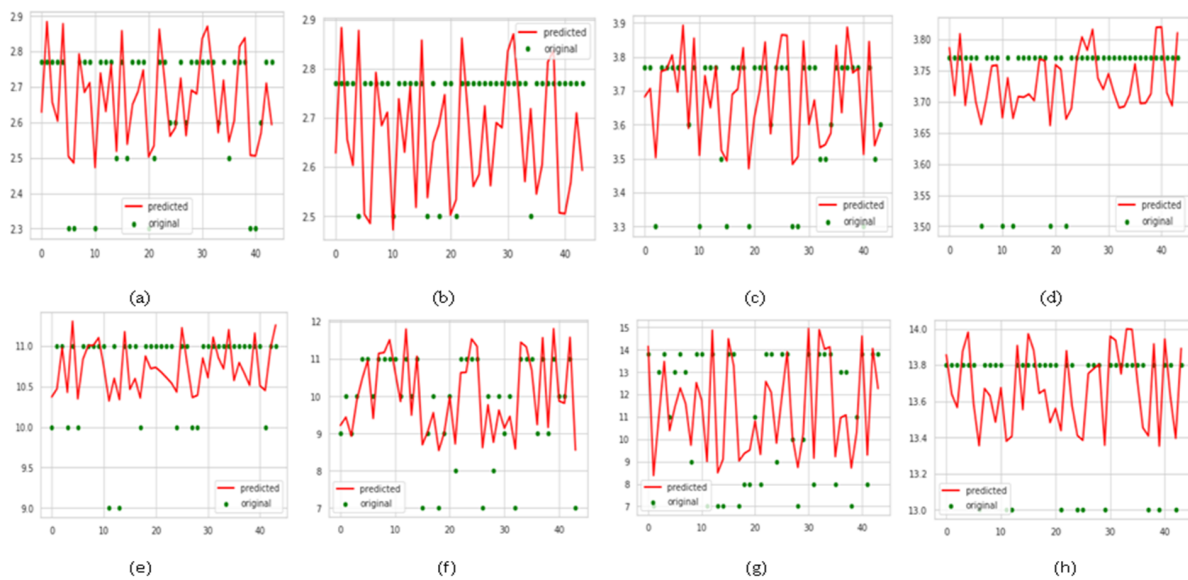 2.9
2.8
2.7
2.6
2.5
2.4
2.3
predicted
original
0 10 20 30 40
(a)
2.9
2.8
2.7
2.6
2.5
predicted
original
0 10 20 30 40
(b)
3.9
3.8
3.7
3.6
3.5
3.4
3.3
predicted
original
0 10 20 30 40
(c)
3.80
3.75
3.70
3.65
3.60
3.55
3.50
predicted
original
0 10 20 30 40
(d)
11.0
10.5
10.0
9.5
9.0
predicted
original
0 10 20 30 40
(e)
12
11
10
9
8
7
predicted
original
0 10 20 30 40
(f)
15
14
13
12
11
10
9
8
7
predicted
original
0 10 20 30 40
(g)
14.0
13.8
13.6
13.4
13.2
13.0
predicted
original
0 10 20 30 40
(h)